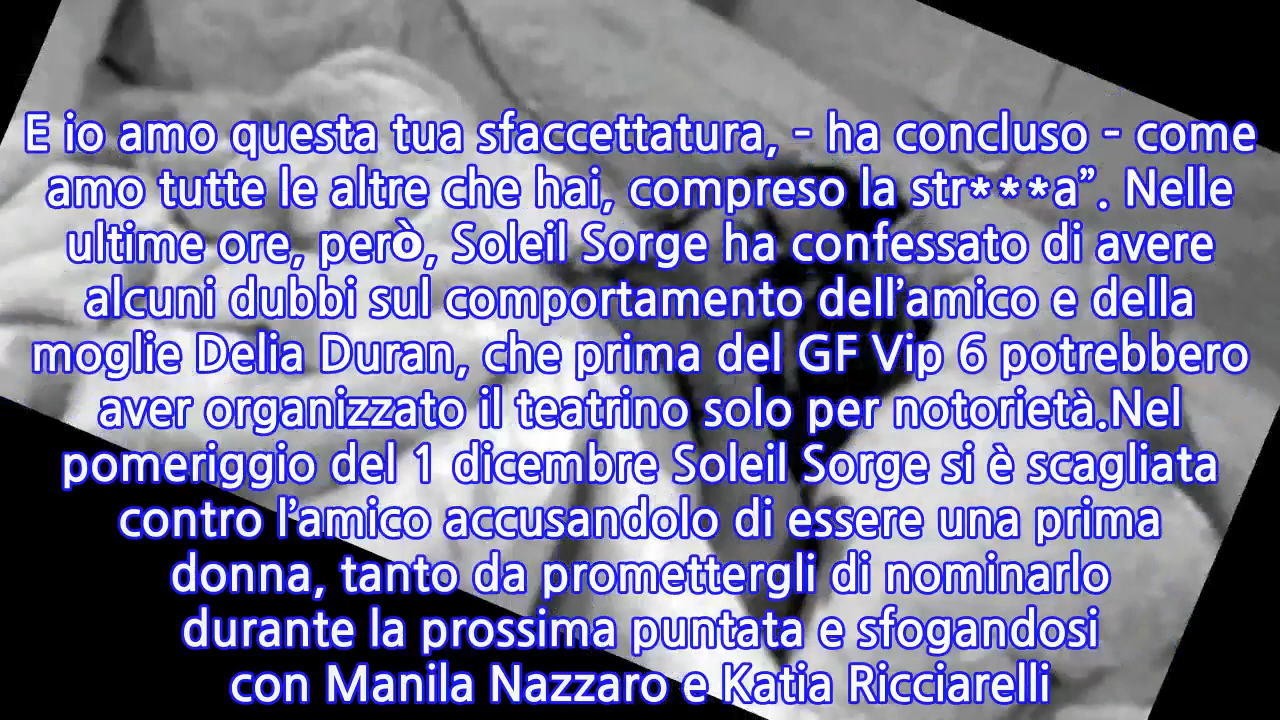 E io amo questa tua sfaccettatura, - ha concluso - come
amo tutte le altre che hai, compreso la str***a”. Nelle
ultime ore, però, Soleil Sorge ha confessato di avere
alcuni dubbi sul comportamento dell’amico e della
moglie Delia Duran, che prima del GF Vip 6 potrebbero
aver organizzato il teatrino solo per notorietà.Nel
pomeriggio del 1 dicembre Soleil Sorge si è scagliata
contro l’amico accusandolo di essere una prima
donna, tanto da promettergli di nominarlo
durante la prossima puntata e sfogandosi
con Manila Nazzaro e Katia Ricciarelli